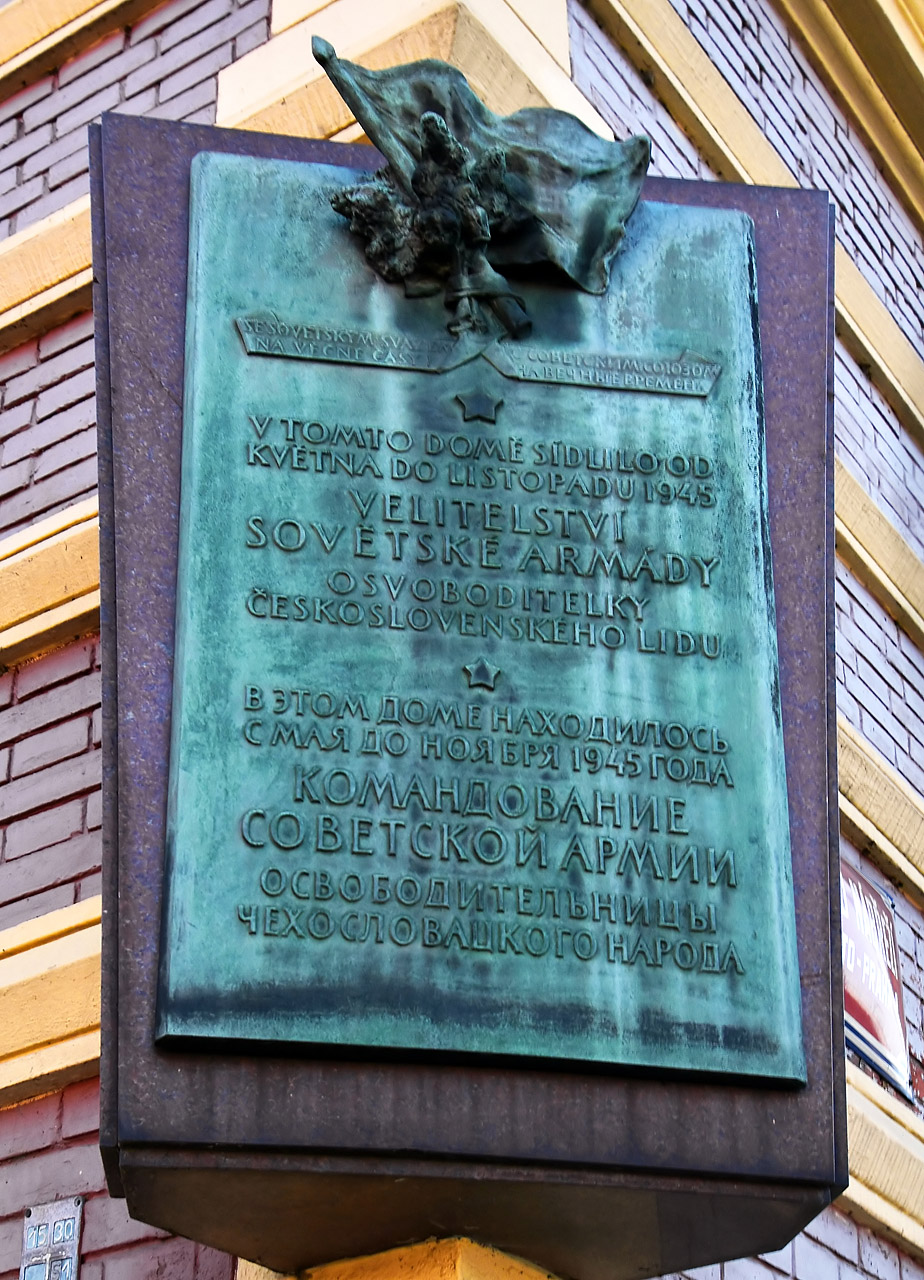 SE SOVĚTSKÝM SVAZEM
NA VĚČNÉ ČASY
С СОВЕТСКИМ СОЮЗОМ
НА ВЕЧНЫЕ ВРЕМЕНА
V TOMTO DOMĚ SÍDLILO OD
KVĚTNA DO LISTOPADU 1945
VELITELSTVÍ
SOVĚTSKÉ ARMÁDY
OSVOBODITELKY
ČESKOSLOVENSKÉHO LIDU
В ЭТОМ ДОМЕ НАХОДИЛОСЬ
С МАЯ ДО НОЯБРЯ 1945 ГОДА
КОМАНДОВАНИЕ
СОВЕТСКОЙ АРМИИ
ОСВОБОДИТЕЛЬНИЦЫ
ЧЕХОСЛОВАЦКОГО НАРОДА